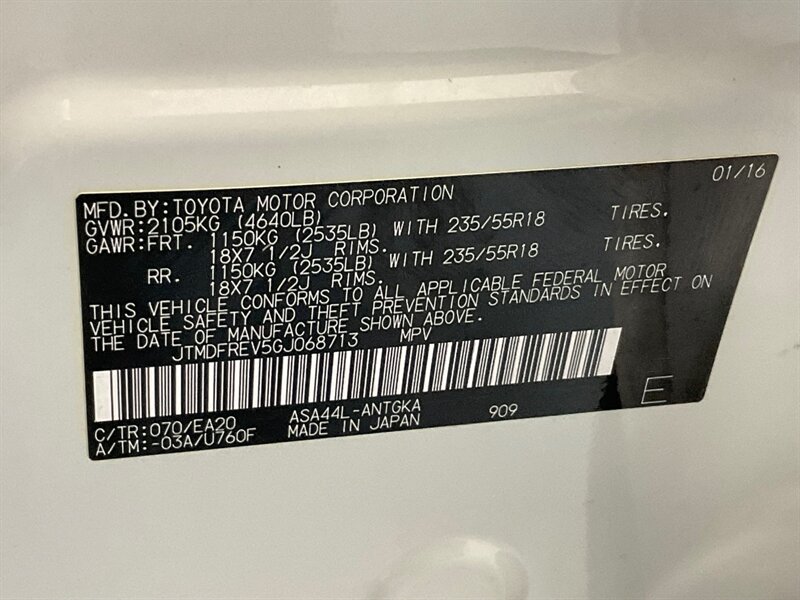 01/16
MFD.BY:TOYOTA MOTOR CORPORATION
GVWR:2105KG (4640LB)
GAWR:FRT. 1150KG (2535LB) WITH 235/55R18 TIRES.
18X7 1/2J RIMS.
RR. 1150KG (2535LB) WITH 235/55R18 TIRES.
18X7 1/2J RIMS.
THIS VEHICLE CONFORMS TO ALL APPLICABLE FEDERAL MOTOR
VEHICLE SAFETY AND THEFT PREVENTION STANDARDS IN EFFECT ON
THE DATE OF MANUFACTURE SHOWN ABOVE.
JTMDFREV5GJ068713 MPV
C/TR:070/EA20 ASA44L-ANTGKA 909 E
A/TM:-03A/U760F MADE IN JAPAN